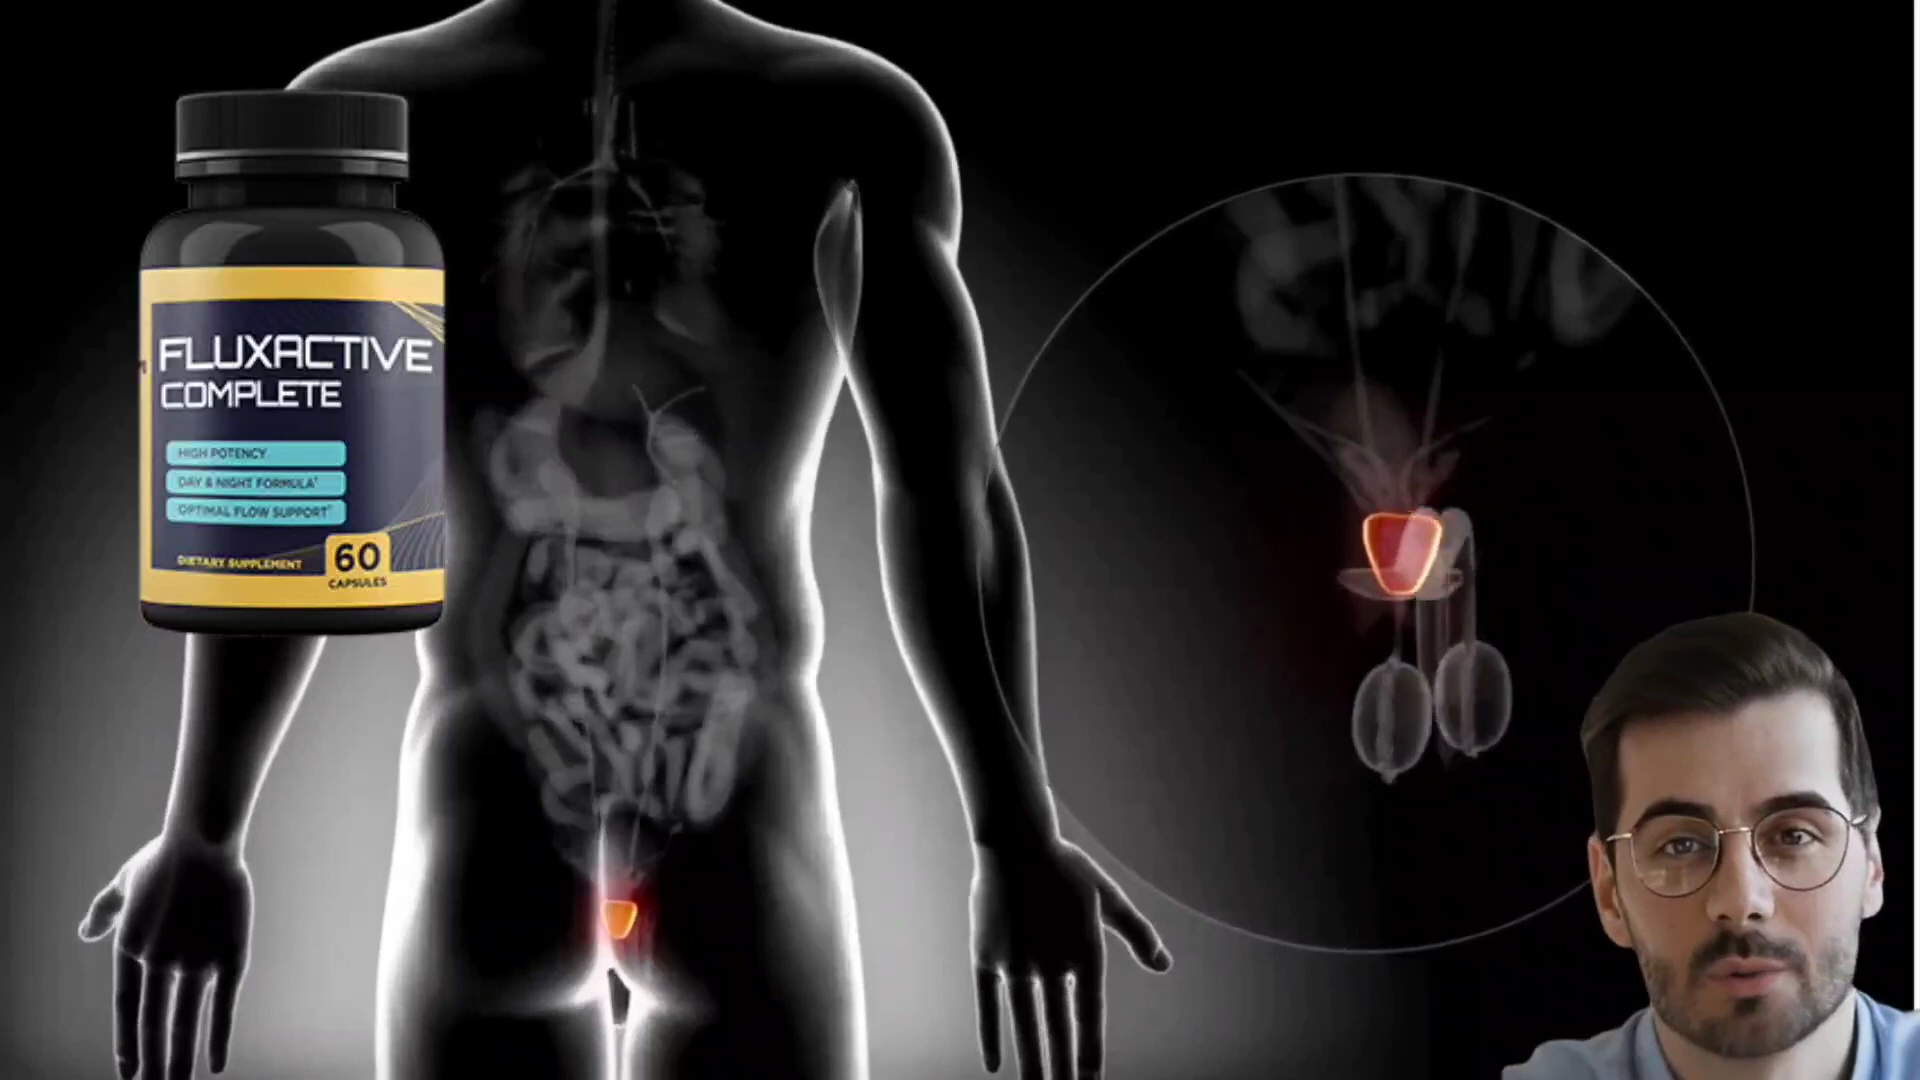 FLUXACTIVE
COMPLETE
HIGH POTENCY
DAY & NIGHT FORMULA†
OPTIMAL FLOW SUPPORT†
DIETARY SUPPLEMENT
60
CAPSULES